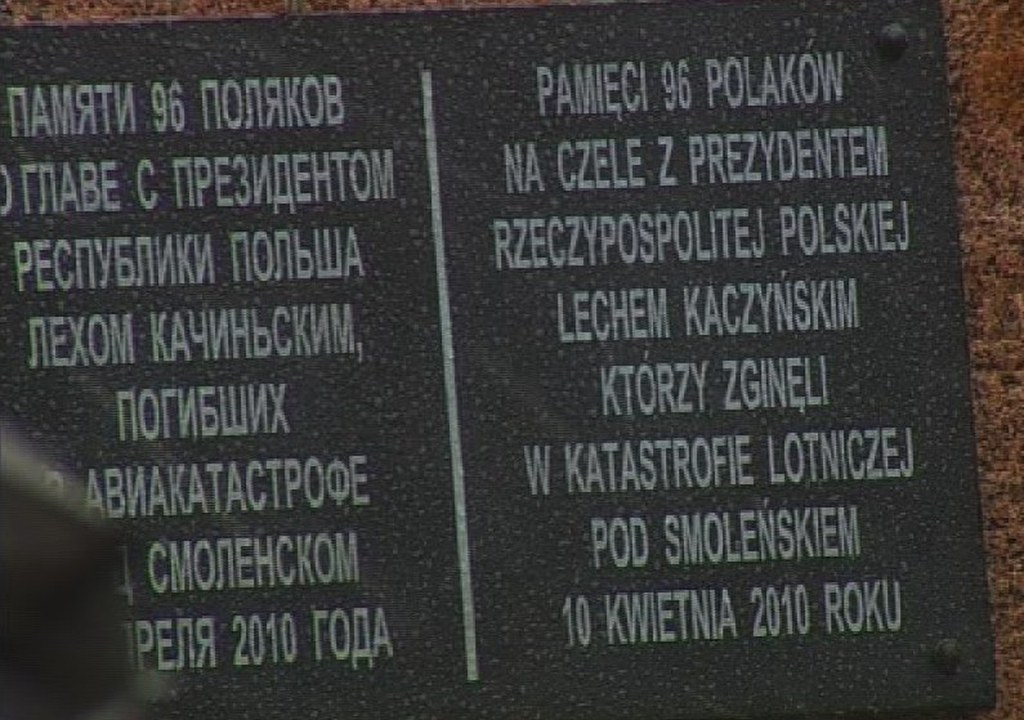 ПАМЯТИ 96 ПОЛЯКОВ
О ГЛАВЕ С ПРЕЗИДЕНТОМ
РЕСПУБЛИКИ ПОЛЬША
ЛЕХОМ КАЧИНЬСКИМ,
ПОГИБШИХ
АВИАКАТАСТРОФЕ
СМОЛЕНСКОМ
РЕЛЯ 2010 ГОДА
PAMIĘCI 96 POLAKÓW
NA CZELE Z PREZYDENTEM
RZECZYPOSPOLITEJ POLSKIEJ
LECHEM KACZYŃSKIM
KTÓRZY ZGINĘLI
W KATASTROFIE LOTNICZEJ
POD SMOLEŃSKIEM
10 KWIETNIA 2010 ROKU